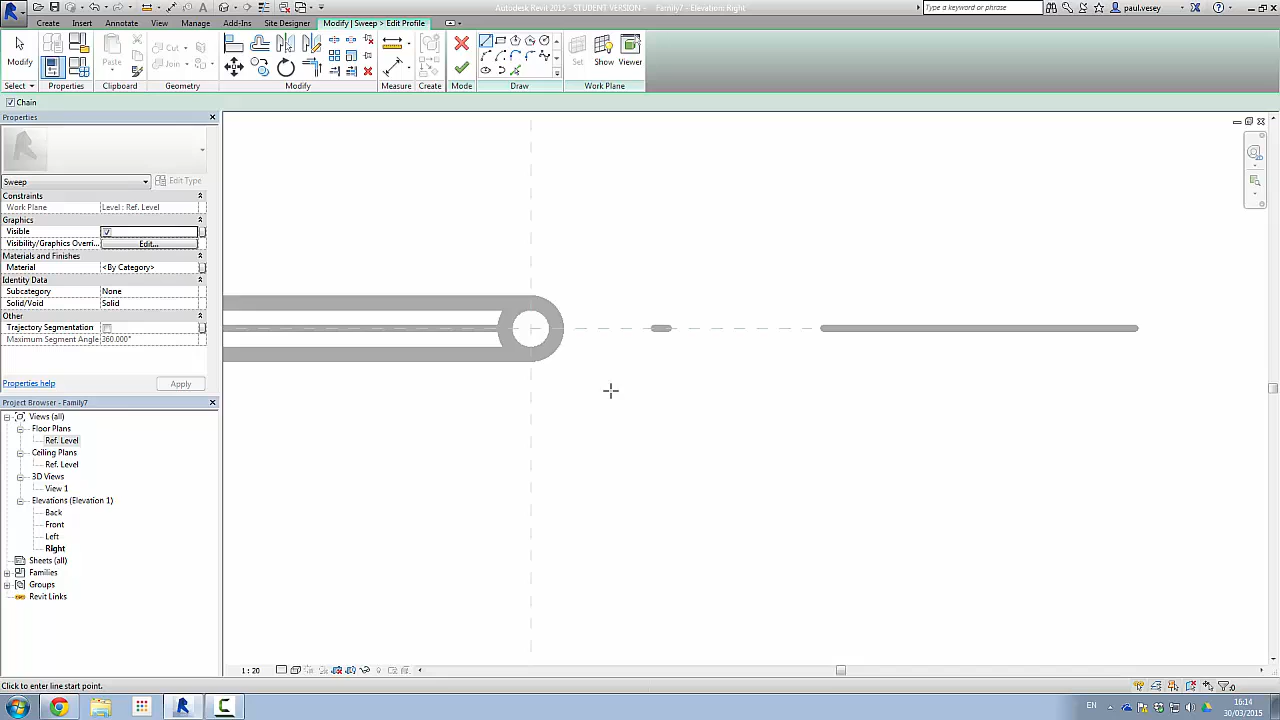 Autodesk Revit 2015 - STUDENT VERSION - Family7 - Elevation: Right
Type a keyword or phrase
paul.vesey
Create
Insert
Annotate
View
Manage
Add-Ins
Site Designer
Modify | Sweep > Edit Profile
Modify
Paste
Cut
Join
Set
Show
Viewer
Select
Properties
Clipboard
Geometry
Modify
Measure
Create
Mode
Draw
Work Plane
Chain
Properties
Sweep
Edit Type
Constraints
Work Plane
Level : Ref. Level
Graphics
Visible
Visibility/Graphics Overri...
Edit...
Materials and Finishes
Material
<By Category>
Identity Data
Subcategory
None
Solid/Void
Solid
Other
Trajectory Segmentation
Maximum Segment Angle
360.000°
Properties help
Apply
Project Browser - Family7
Views (all)
Floor Plans
Ref. Level
Ceiling Plans
Ref. Level
3D Views
View 1
Elevations (Elevation 1)
Back
Front
Left
Right
Sheets (all)
Families
Groups
Revit Links
1 : 20
Click to enter line start point.
:0
EN
16:14
30/03/2015